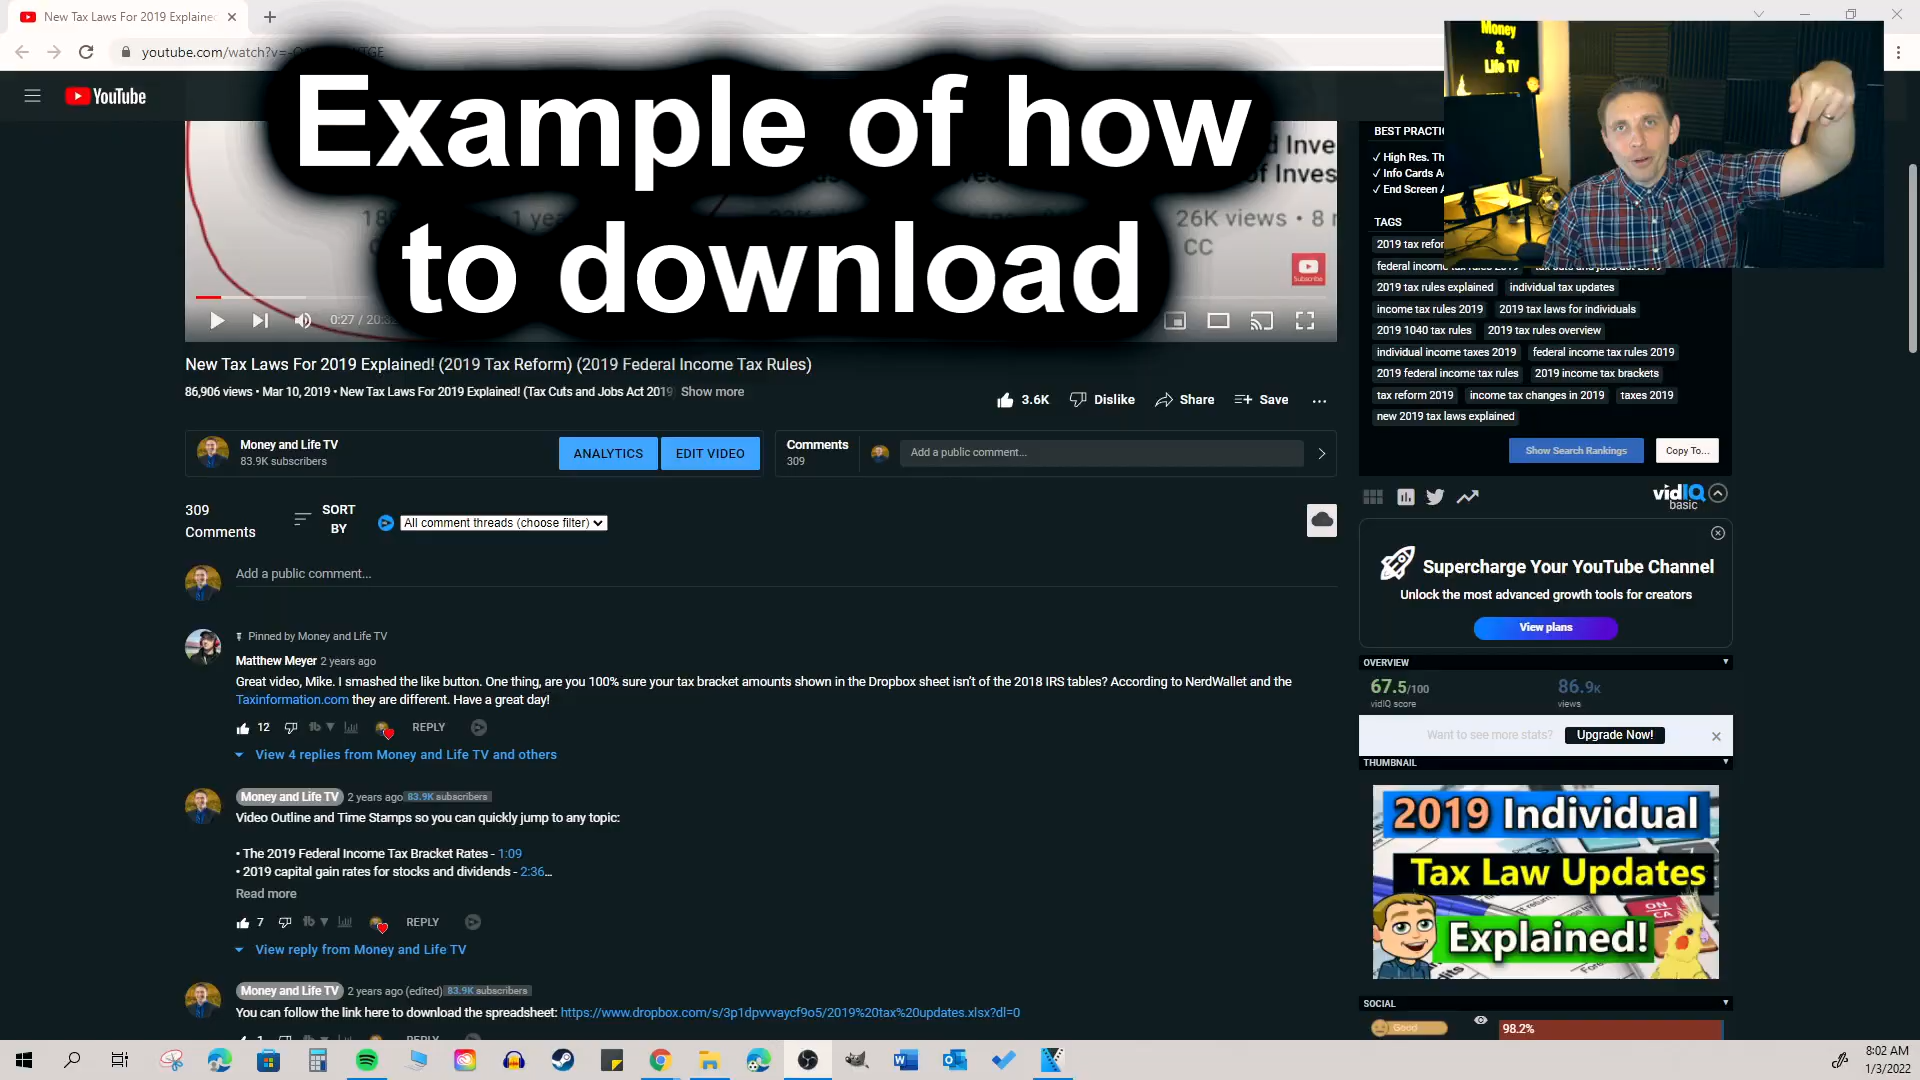 New Tax Laws For 2019 Explaine
youtube.com/watch?v=-
YouTube
Example of how
to download
Money
&
Life TV
d Inve
of Inves
26K views • 8 r
CC
Subscribe
0:27 / 20:32
New Tax Laws For 2019 Explained! (2019 Tax Reform) (2019 Federal Income Tax Rules)
86,906 views • Mar 10, 2019 • New Tax Laws For 2019 Explained! (Tax Cuts and Jobs Act 2019 Show more
3.6K Dislike Share Save ...
Money and Life TV
83.9K subscribers
ANALYTICS EDIT VIDEO
Comments
309
Add a public comment...
309
Comments
SORT
BY
All comment threads (choose filter)
Add a public comment...
Pinned by Money and Life TV
Matthew Meyer 2 years ago
Great video, Mike. I smashed the like button. One thing, are you 100% sure your tax bracket amounts shown in the Dropbox sheet isn't of the 2018 IRS tables? According to NerdWallet and the
Taxinformation.com they are different. Have a great day!
12 REPLY
View 4 replies from Money and Life TV and others
Money and Life TV 2 years ago 83.9K subscribers
Video Outline and Time Stamps so you can quickly jump to any topic:
• The 2019 Federal Income Tax Bracket Rates - 1:09
• 2019 capital gain rates for stocks and dividends - 2:36...
Read more
7 REPLY
View reply from Money and Life TV
Money and Life TV 2 years ago (edited) 83.9K subscribers
You can follow the link here to download the spreadsheet: https://www.dropbox.com/s/3p1dpvvvaycf9o5/2019%20tax%20updates.xlsx?dl=0
BEST PRACTIC
✓ High Res. Th
✓ Info Cards A
✓ End Screen A
TAGS
2019 tax refor
federal income tax rules 2019 tax cuts and jobs act 2019
2019 tax rules explained individual tax updates
income tax rules 2019 2019 tax laws for individuals
2019 1040 tax rules 2019 tax rules overview
individual income taxes 2019 federal income tax rules 2019
2019 federal income tax rules 2019 income tax brackets
tax reform 2019 income tax changes in 2019 taxes 2019
new 2019 tax laws explained
Show Search Rankings Copy To...
vidIQ
basic
Supercharge Your YouTube Channel
Unlock the most advanced growth tools for creators
View plans
OVERVIEW
67.5/100 86.9K
vidIQ score views
Want to see more stats? Upgrade Now!
THUMBNAIL
2019 Individual
Tax Law Updates
Explained!
SOCIAL
Good 98.2%
8:02 AM
1/3/2022